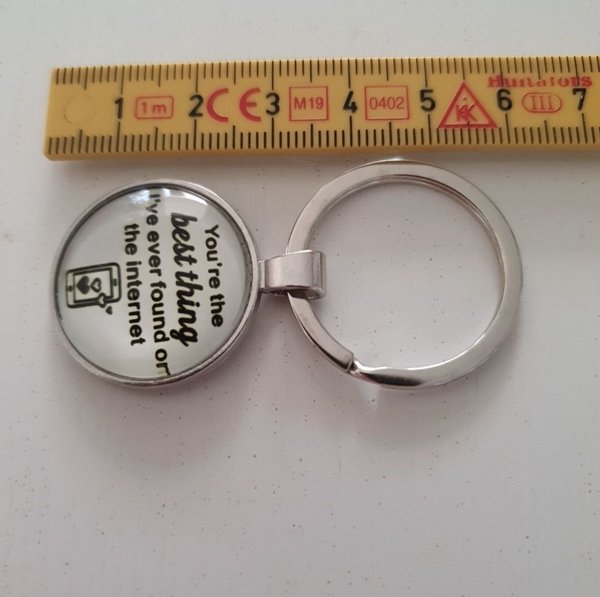 1 1m 2 CE 3 M19 4 0402 5 6 III 7
You're the
best thing
I've ever found on
the internet